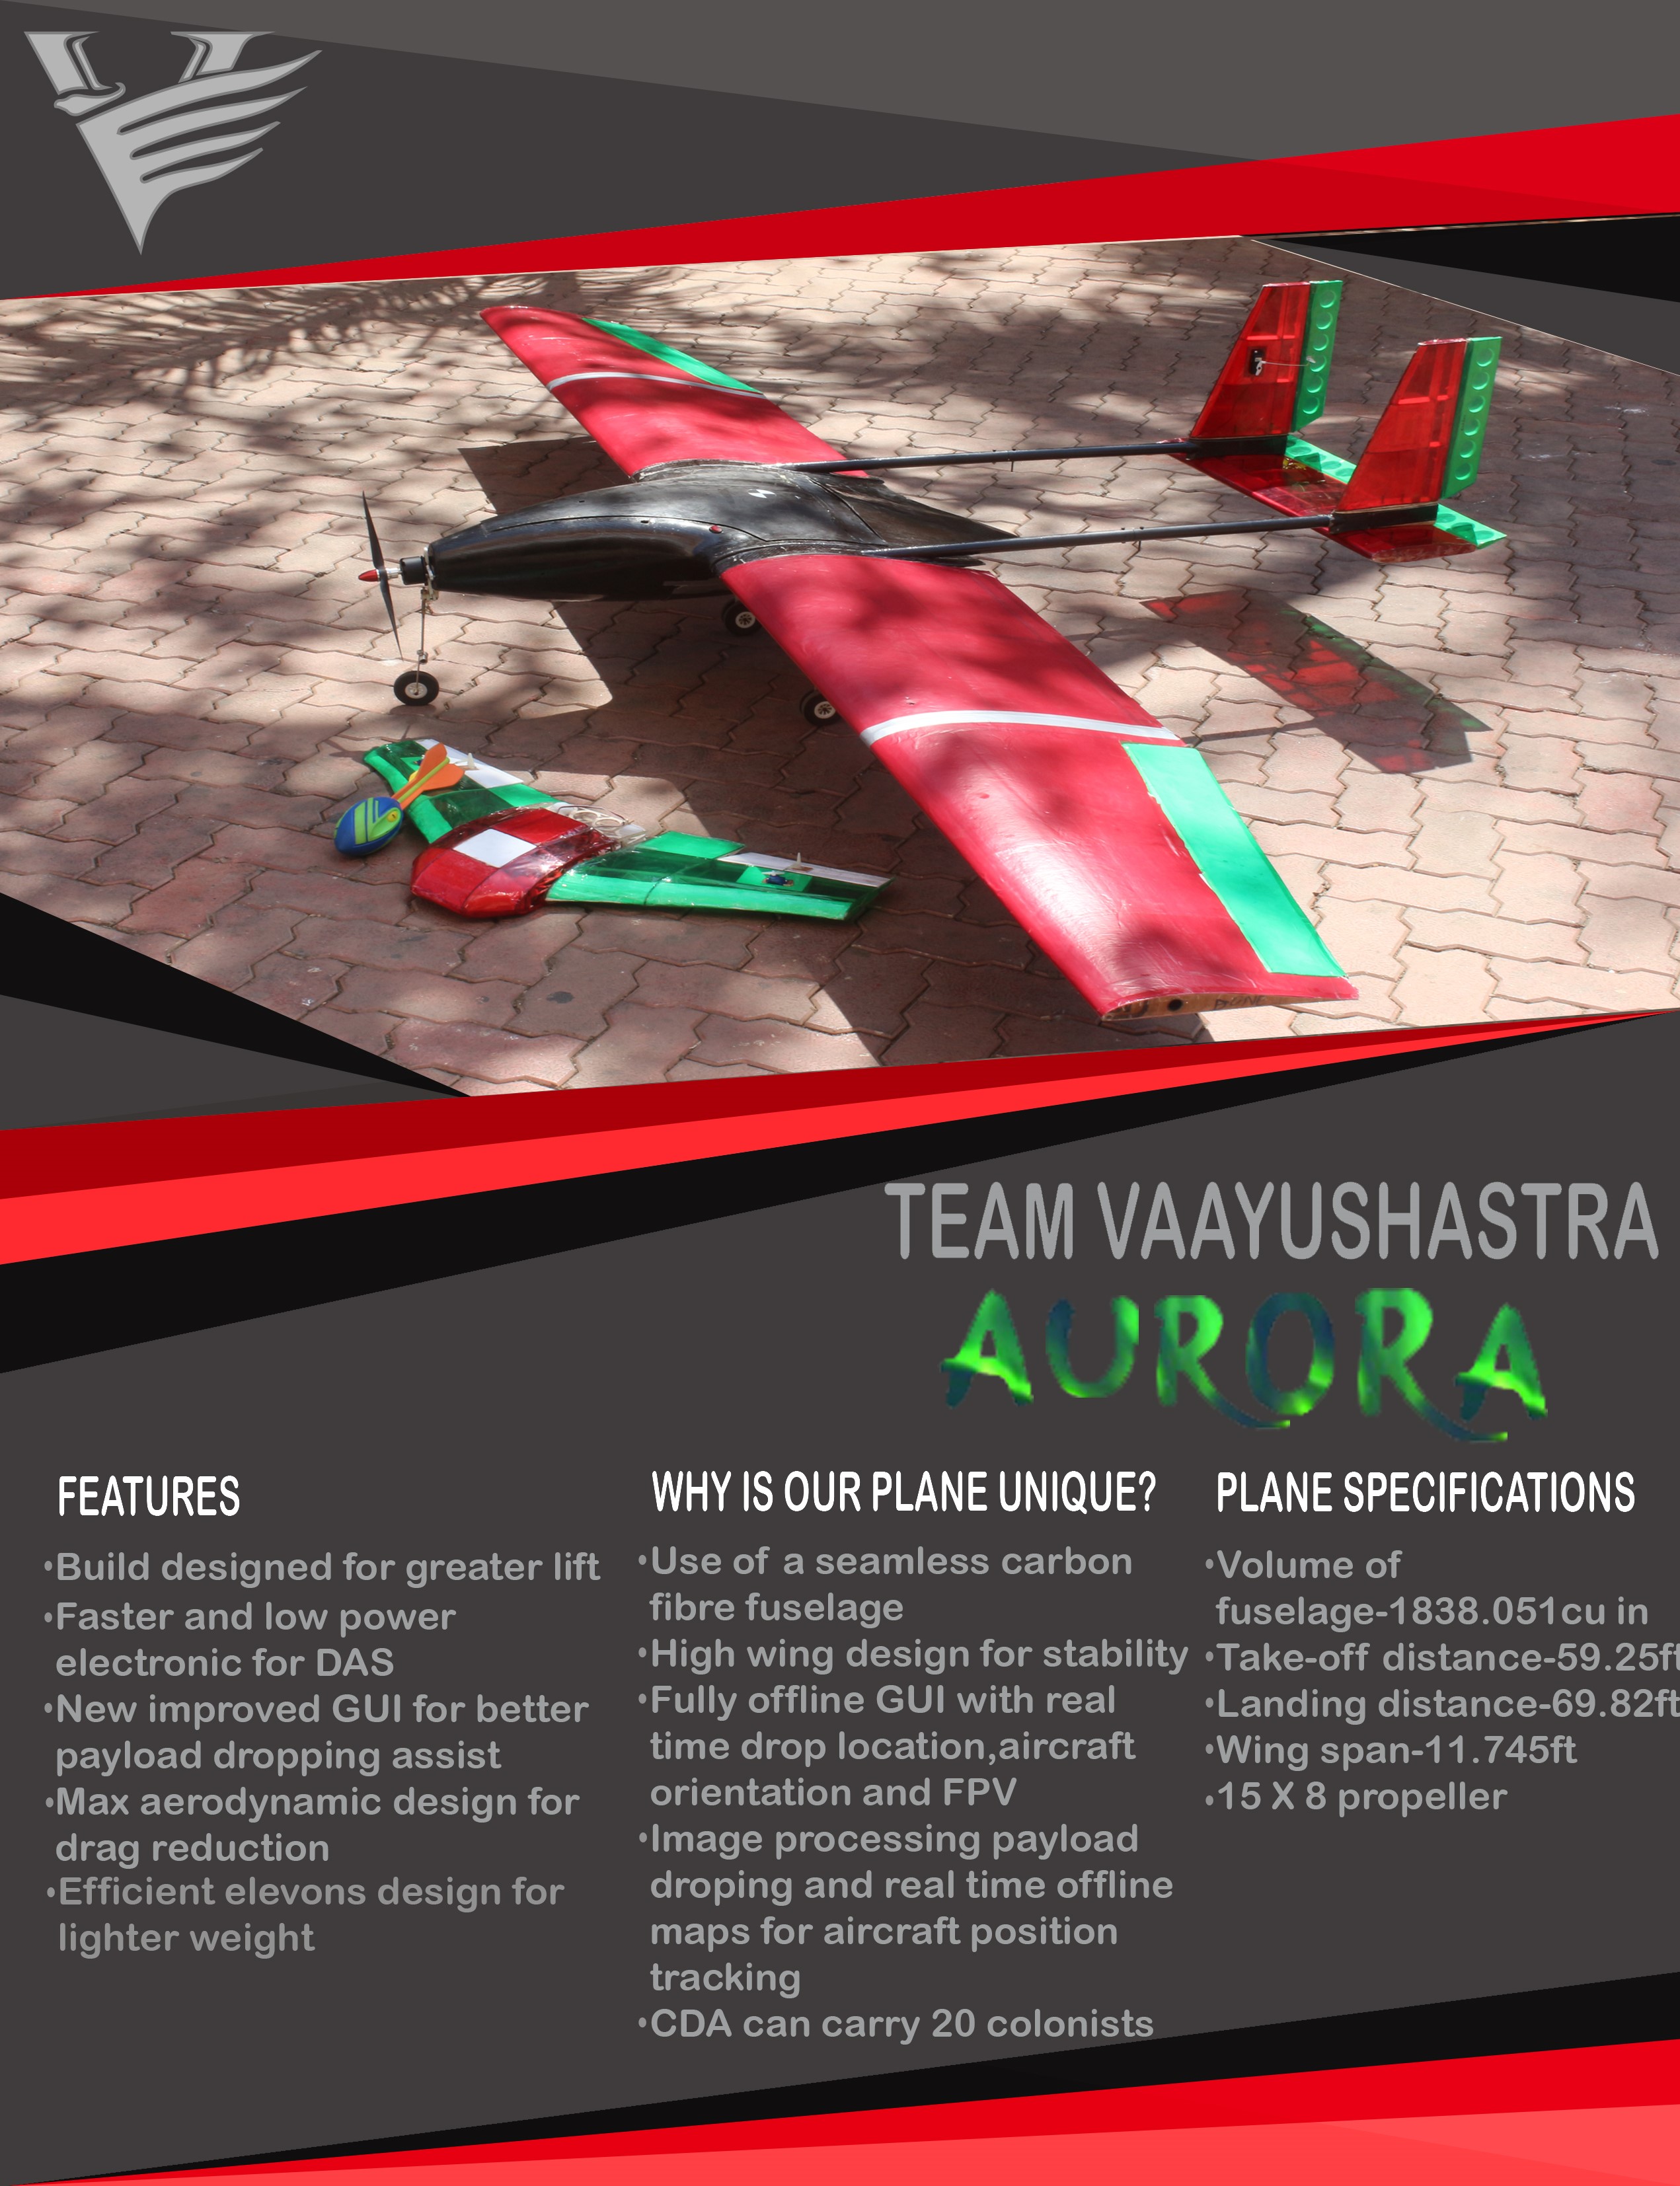 TEAM VAAYUSHASTRA
AURORA
FEATURES
•Build designed for greater lift
•Faster and low power
electronic for DAS
•New improved GUI for better
payload dropping assist
•Max aerodynamic design for
drag reduction
•Efficient elevons design for
lighter weight
WHY IS OUR PLANE UNIQUE?
•Use of a seamless carbon
fibre fuselage
•High wing design for stability
•Fully offline GUI with real
time drop location,aircraft
orientation and FPV
•Image processing payload
droping and real time offline
maps for aircraft position
tracking
•CDA can carry 20 colonists
PLANE SPECIFICATIONS
•Volume of
fuselage-1838.051cu in
•Take-off distance-59.25ft
•Landing distance-69.82ft
•Wing span-11.745ft
•15 X 8 propeller